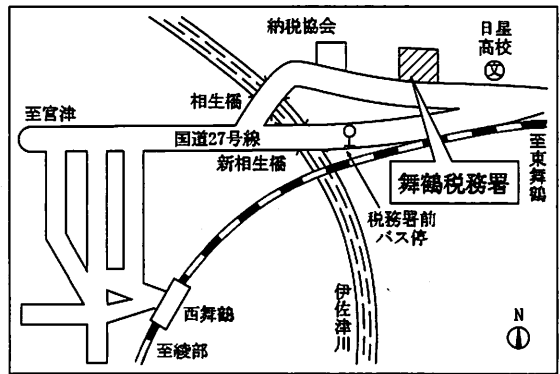 納税協会
日星
高校
文
相生橋
至宮津
国道27号線
新相生橋
舞鶴税務署
至東舞鶴
税務署前
バス停
伊佐津川
西舞鶴
至綾部
N